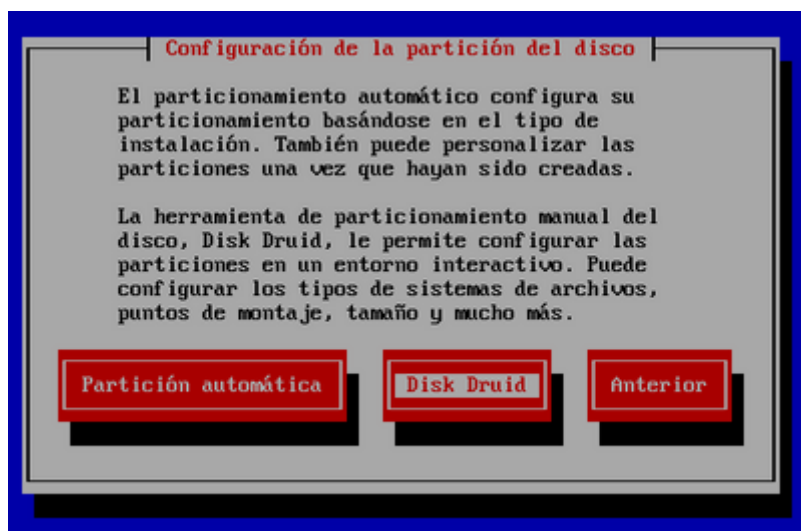 Configuración de la partición del disco
El particionamiento automático configura su
particionamiento basándose en el tipo de
instalación. También puede personalizar las
particiones una vez que hayan sido creadas.
La herramienta de particionamiento manual del
disco, Disk Druid, le permite configurar las
particiones en un entorno interactivo. Puede
configurar los tipos de sistemas de archivos,
puntos de montaje, tamaño y mucho más.
Partición automática Disk Druid Anterior